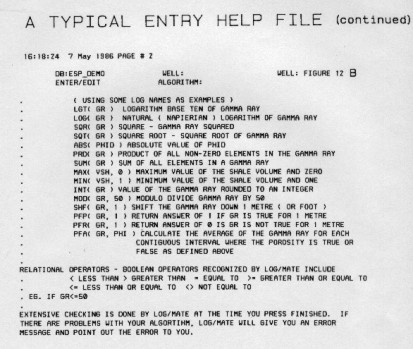 A TYPICAL ENTRY HELP FILE (continued)
16:18:24 7 May 1986 PAGE # 2
DB:ESP_DEMO WELL: WELL: FIGURE 12 B
ENTER/EDIT ALGORITHM:
. ( USING SOME LOG NAMES AS EXAMPLES )
. LGT( GR ) LOGARITHM BASE TEN OF GAMMA RAY
. LOG( GR ) NATURAL ( NAPIERIAN ) LOGARITHM OF GAMMA RAY
. SQR( GR ) SQUARE - GAMMA RAY SQUARED
. SQT( GR ) SQUARE ROOT - SQUARE ROOT OF GAMMA RAY
. ABS( PHID ) ABSOLUTE VALUE OF PHID
. PRD( GR ) PRODUCT OF ALL NON-ZERO ELEMENTS IN THE GAMMA RAY
. SUM( GR ) SUM OF ALL ELEMENTS IN A GAMMA RAY
. MAX( VSH, 0 ) MAXIMUM VALUE OF THE SHALE VOLUME AND ZERO
. MIN( VSH, 1 ) MINIMUM VALUE OF THE SHALE VOLUME AND ONE
. INT( GR ) VALUE OF THE GAMMA RAY ROUNDED TO AN INTEGER
. MOD( GR, 50 ) MODULO DIVIDE GAMMA RAY BY 50
. SHF( GR, 1 ) SHIFT THE GAMMA RAY DOWN 1 METRE ( OR FOOT )
. PFP( GR, 1 ) RETURN ANSWER OF 1 IF GR IS TRUE FOR 1 METRE
. PFR( GR, 1 ) RETURN ANSWER OF 0 IS GR IS NOT TRUE FOR 1 METRE
. PFA( GR, PHI ) CALCULATE THE AVERAGE OF THE GAMMA RAY FOR EACH
CONTIGUOUS INTERVAL WHERE THE POROSITY IS TRUE OR
FALSE AS DEFINED ABOVE
RELATIONAL OPERATORS - BOOLEAN OPERATORS RECOGNIZED BY LOG/MATE INCLUDE
. < LESS THAN > GREATER THAN = EQUAL TO >= GREATER THAN OR EQUAL TO
. <= LESS THAN OR EQUAL TO <> NOT EQUAL TO
. EG. IF GR<=50
EXTENSIVE CHECKING IS DONE BY LOG/MATE AT THE TIME YOU PRESS FINISHED. IF
THERE ARE PROBLEMS WITH YOUR ALGORTIHM, LOG/MATE WILL GIVE YOU AN ERROR
MESSAGE AND POINT OUT THE ERROR TO YOU.